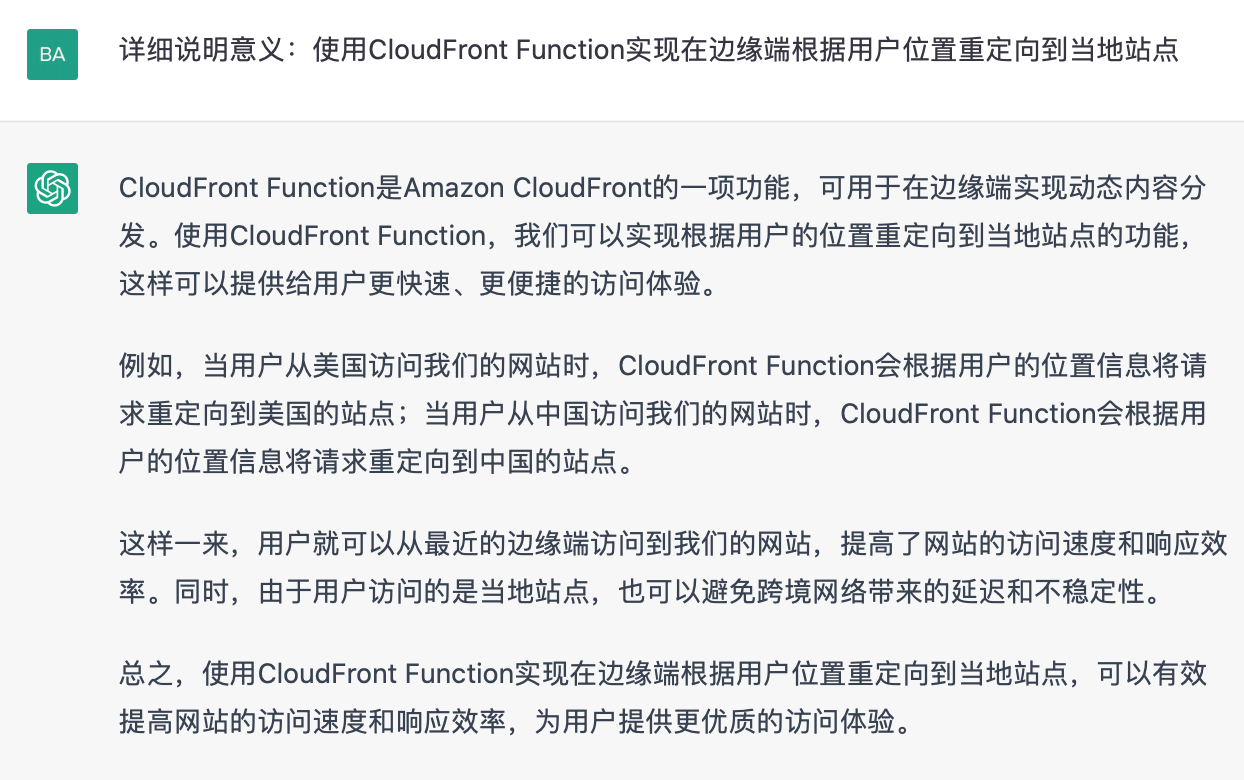 BA
详细说明意义：使用CloudFront Function实现在边缘端根据用户位置重定向到当地站点
CloudFront Function是Amazon CloudFront的一项功能，可用于在边缘端实现动态内容分
发。使用CloudFront Function，我们可以实现根据用户的位置重定向到当地站点的功能，
这样可以提供给用户更快速、更便捷的访问体验。
例如，当用户从美国访问我们的网站时，CloudFront Function会根据用户的位置信息将请
求重定向到美国的站点；当用户从中国访问我们的网站时，CloudFront Function会根据用
户的位置信息将请求重定向到中国的站点。
这样一来，用户就可以从最近的边缘端访问到我们的网站，提高了网站的访问速度和响应效
率。同时，由于用户访问的是当地站点，也可以避免跨境网络带来的延迟和不稳定性。
总之，使用CloudFront Function实现在边缘端根据用户位置重定向到当地站点，可以有效
提高网站的访问速度和响应效率，为用户提供更优质的访问体验。